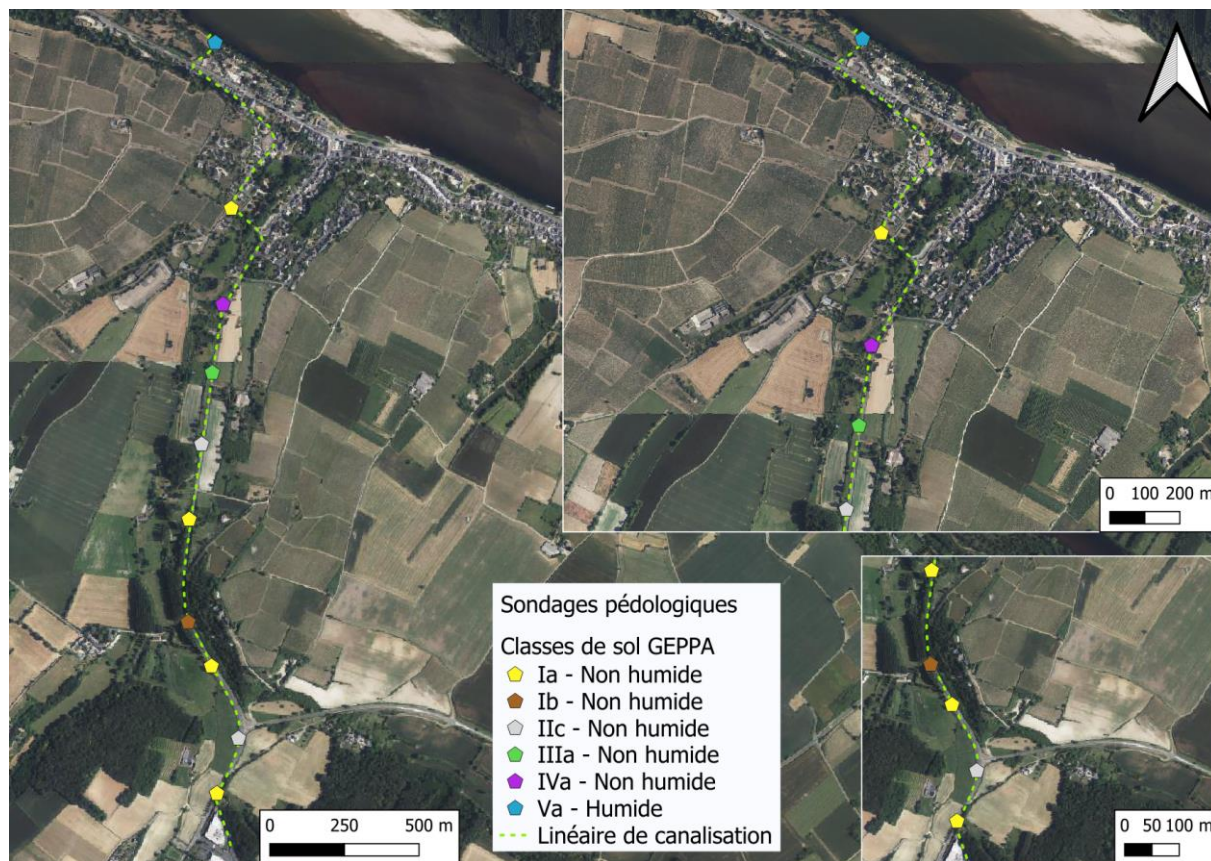 0 100 200 m
Sondages pédologiques
Classes de sol GEPPA
Ia - Non humide
Ib - Non humide
IIc - Non humide
IIIa - Non humide
IVa - Non humide
Va - Humide
Linéaire de canalisation
0 250 500 m
0 50 100 m